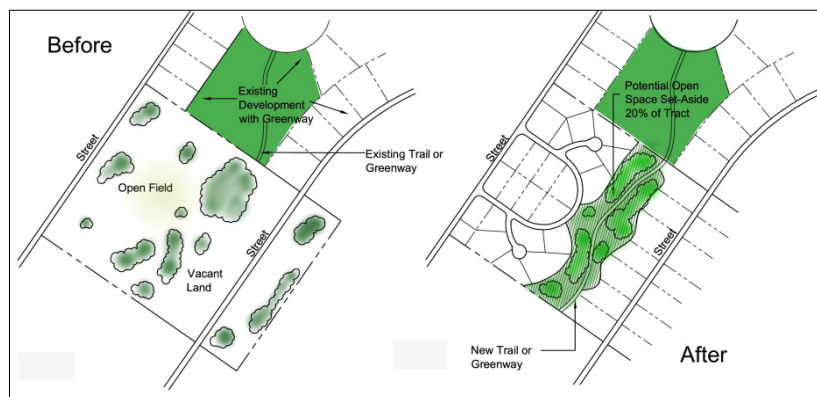 Before
Existing
Development
with Greenway
Existing Trail or
Greenway
Street
Open Field
Street
Vacant
Land
Potential Open
Space Set-Aside
20% of Tract
Street
Street
New Trail or
Greenway
After